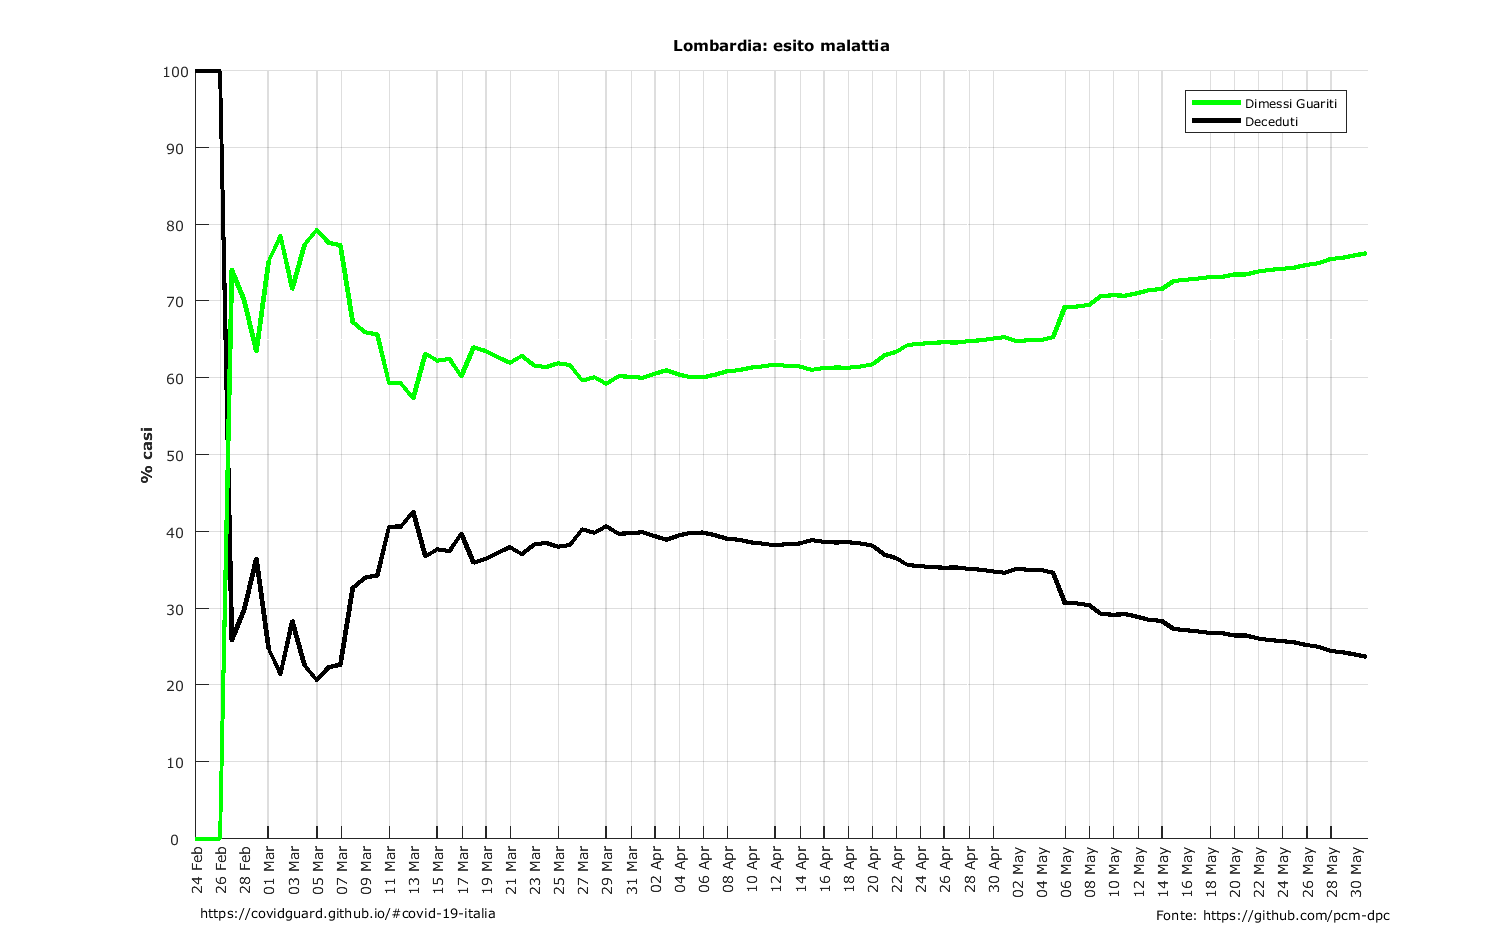 Lombardia: esito malattia
Dimessi Guariti
Deceduti
% casi
100
90
80
70
60
50
40
30
20
10
0
24 Feb
26 Feb
28 Feb
01 Mar
03 Mar
05 Mar
07 Mar
09 Mar
11 Mar
13 Mar
15 Mar
17 Mar
19 Mar
21 Mar
23 Mar
25 Mar
27 Mar
29 Mar
31 Mar
02 Apr
04 Apr
06 Apr
08 Apr
10 Apr
12 Apr
14 Apr
16 Apr
18 Apr
20 Apr
22 Apr
24 Apr
26 Apr
28 Apr
30 Apr
02 May
04 May
06 May
08 May
10 May
12 May
14 May
16 May
18 May
20 May
22 May
24 May
26 May
28 May
30 May
https://covidguard.github.io/#covid-19-italia
Fonte: https://github.com/pcm-dpc